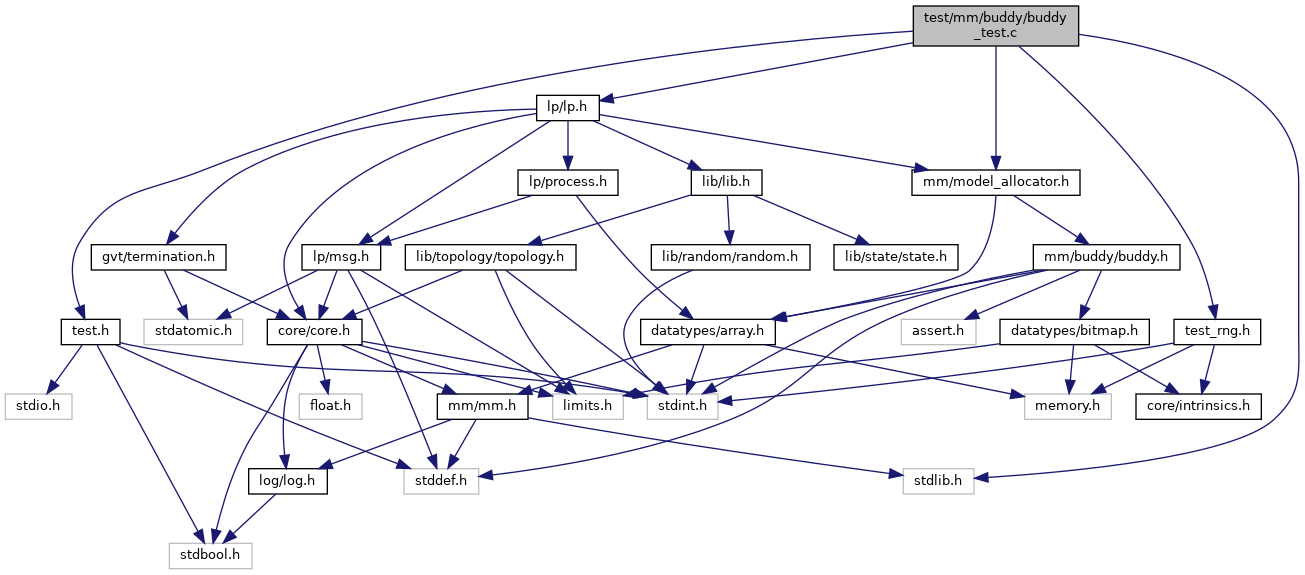 test/mm/buddy/buddy
_test.c
lp/lp.h
lp/process.h
lib/lib.h
mm/model_allocator.h
gvt/termination.h
lp/msg.h
lib/topology/topology.h
lib/random/random.h
lib/state/state.h
mm/buddy/buddy.h
test.h
stdatomic.h
core/core.h
datatypes/array.h
assert.h
datatypes/bitmap.h
test_rng.h
stdio.h
float.h
mm/mm.h
limits.h
stdint.h
memory.h
core/intrinsics.h
log/log.h
stddef.h
stdlib.h
stdbool.h